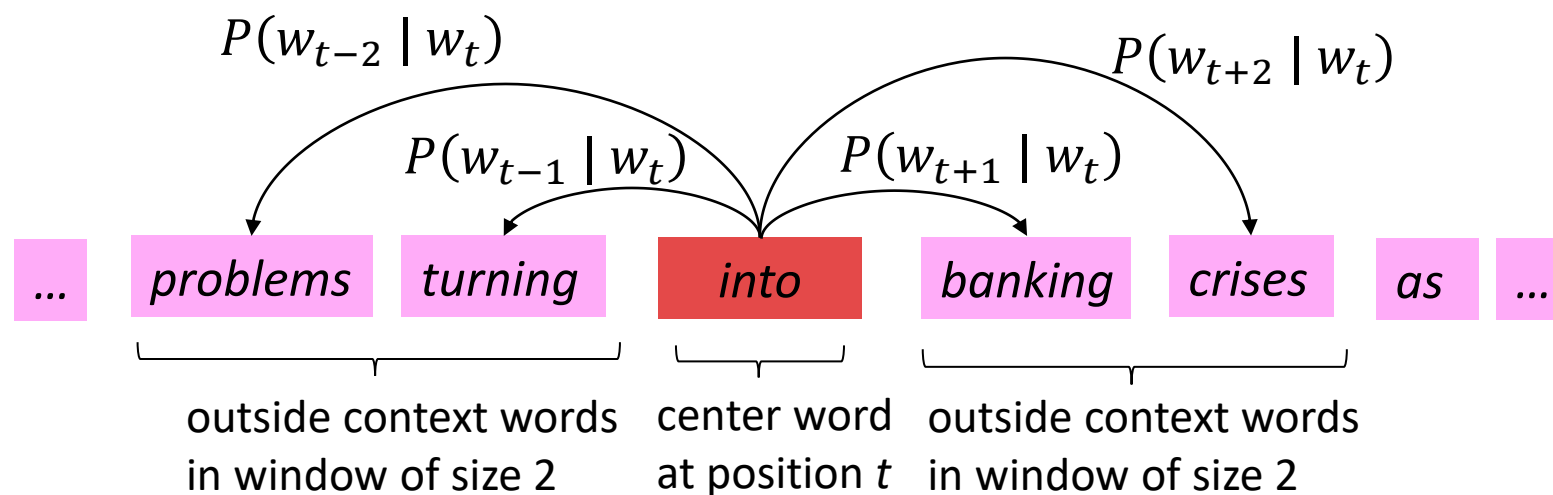 P(w_{t−2} | w_t)
P(w_{t+2} | w_t)
P(w_{t−1} | w_t)
P(w_{t+1} | w_t)
... problems turning into banking crises as ...
outside context words
in window of size 2
center word
at position t
outside context words
in window of size 2